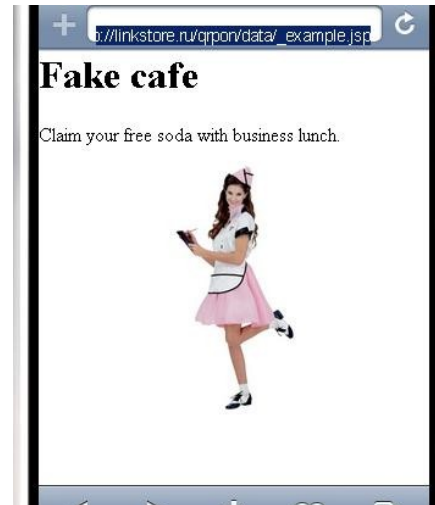 ://linkstore.ru/qrpon/data/_example.jsp
Fake cafe
Claim your free soda with business lunch.